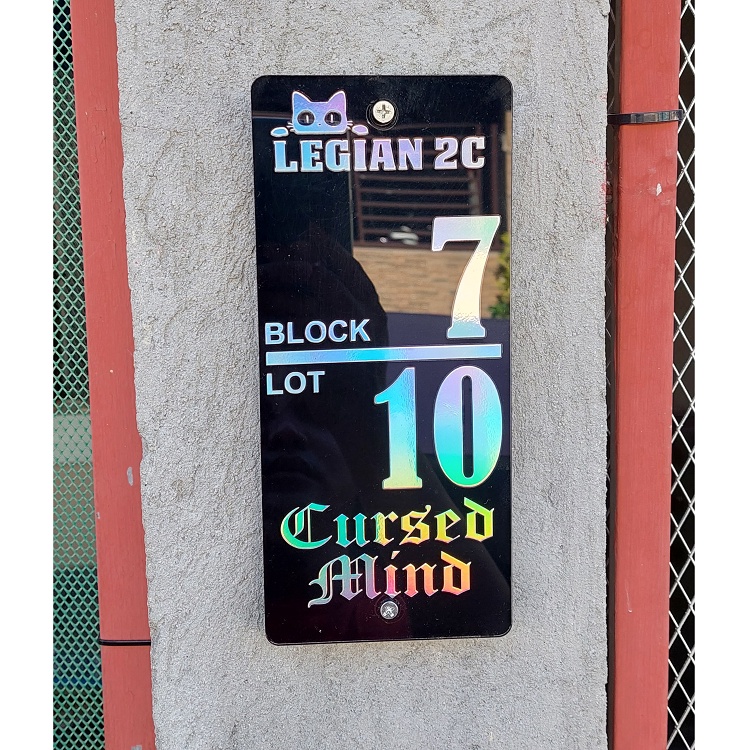 LEGIAN 2C
7
BLOCK
LOT
10
Cursed
Mind